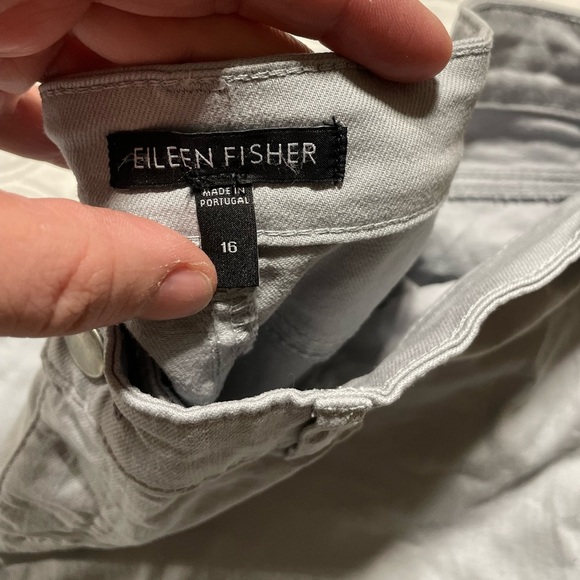 EILEEN FISHER
MADE IN
PORTUGAL
16